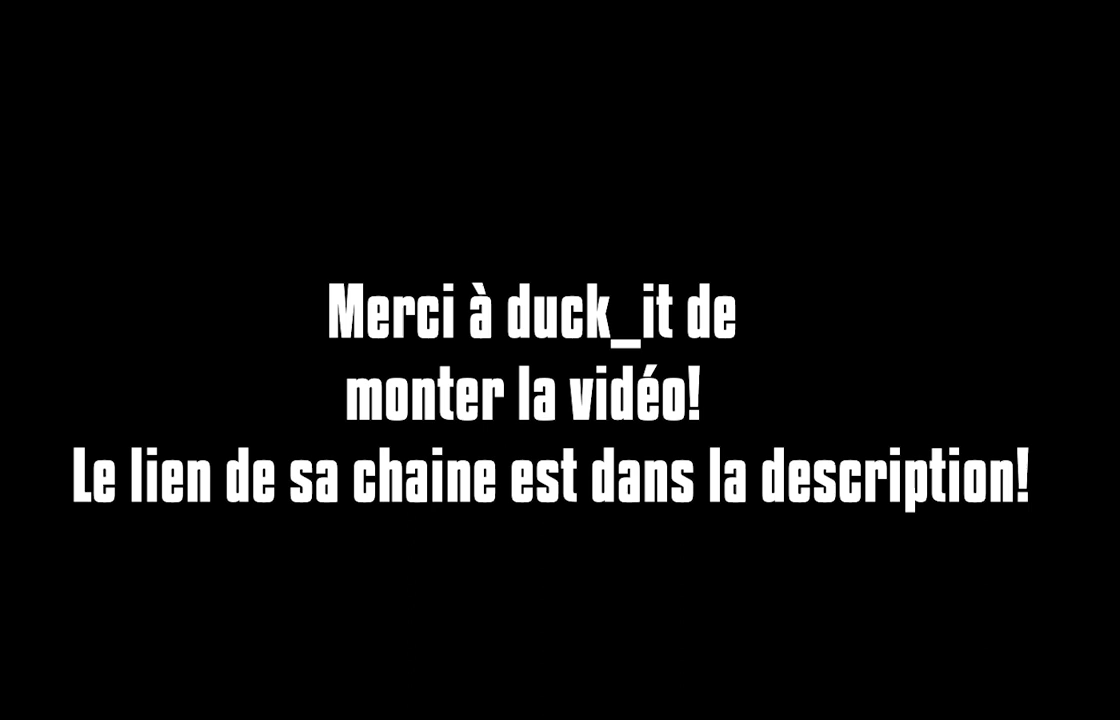 Merci à duck_it de
monter la vidéo!
Le lien de sa chaine est dans la description!